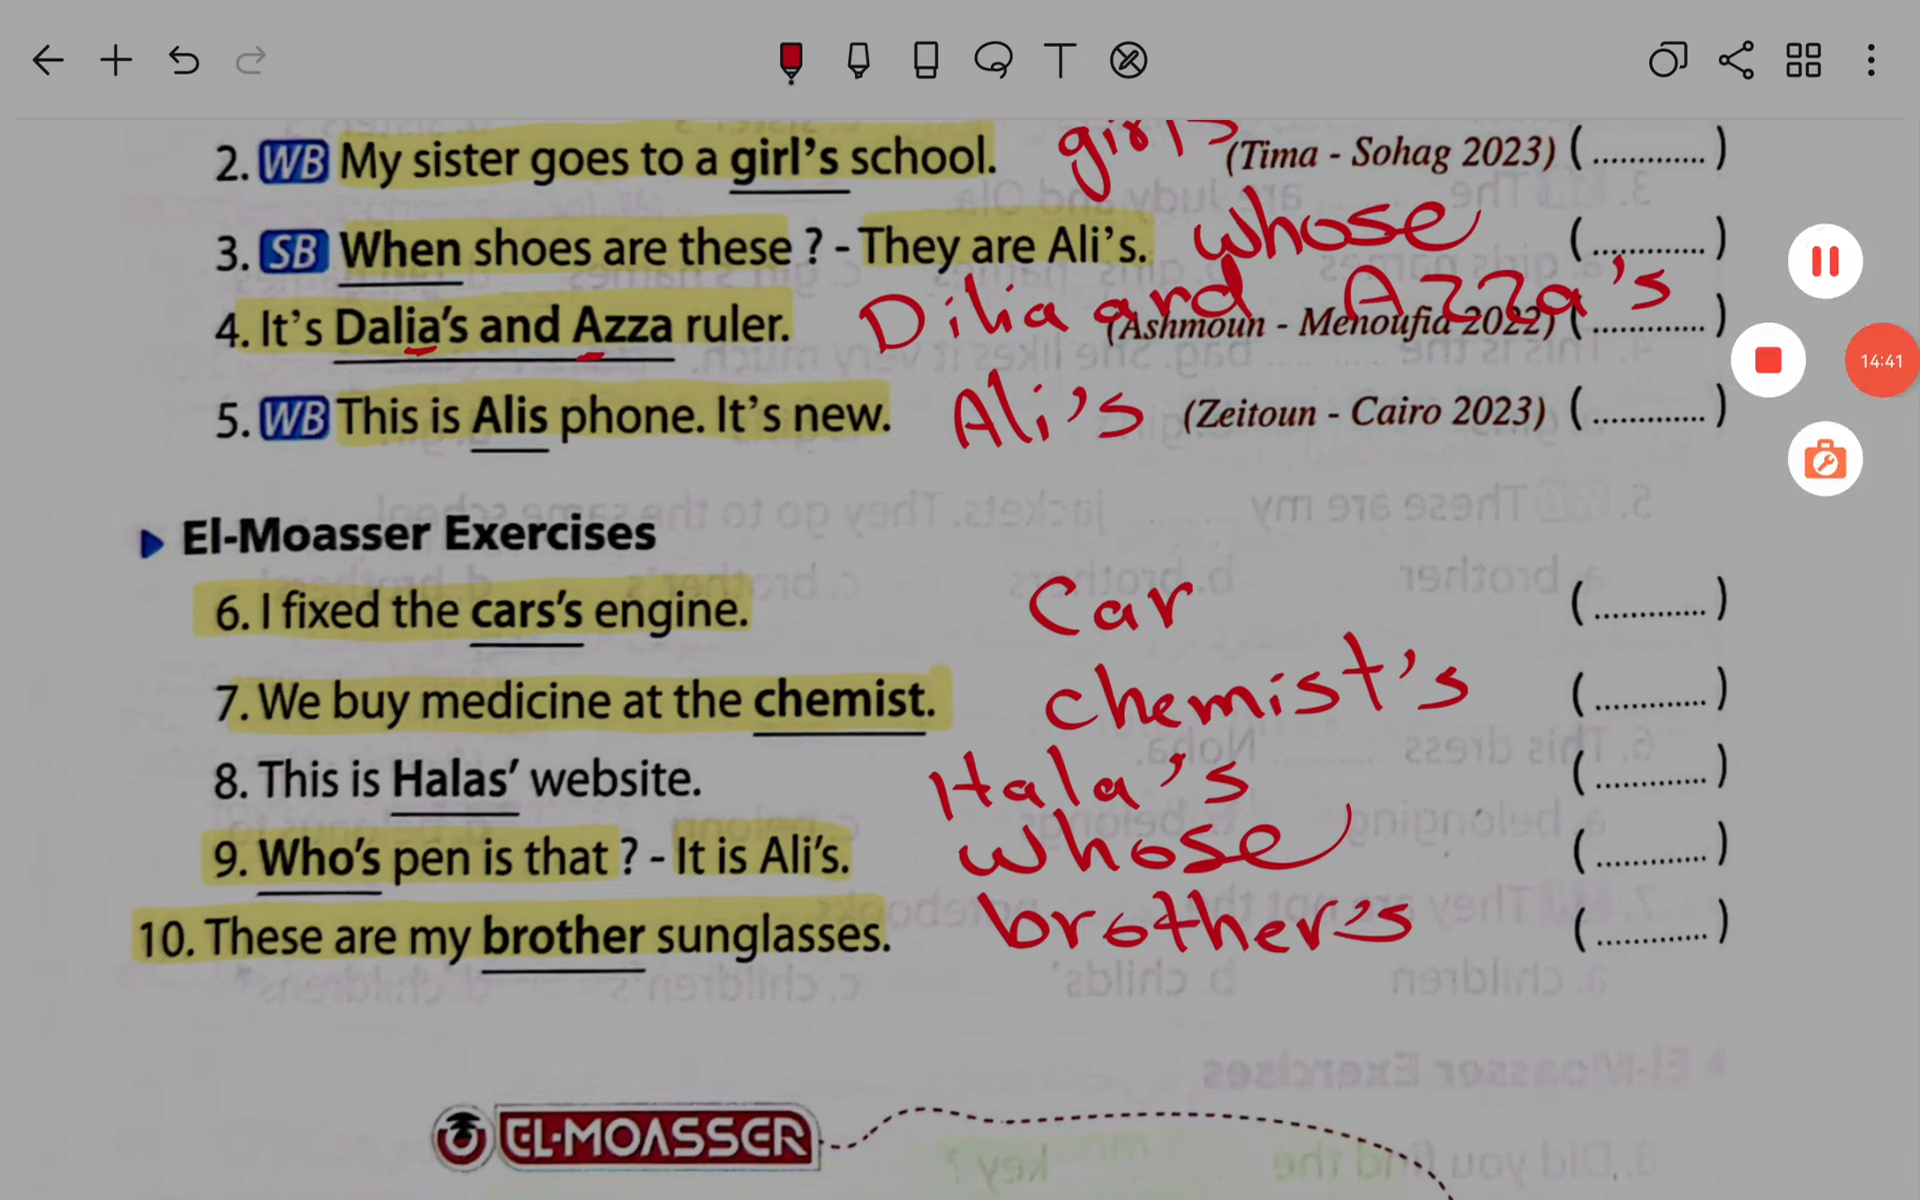 2. WB My sister goes to a girl's school. girls (Tima - Sohag 2023) (.............)
3. SB When shoes are these ? - They are Ali's. whose (.............)
4. It's Dalia's and Azza ruler. Dilia and Azza's (Ashmoun - Menoufia 2022) (.............)
5. WB This is Alis phone. It's new. Ali's (Zeitoun - Cairo 2023) (.............)
14:41
El-Moasser Exercises
6. I fixed the cars's engine. Car (.............)
7. We buy medicine at the chemist. chemist's (.............)
8. This is Halas' website. Hala's (.............)
9. Who's pen is that ? - It is Ali's. whose (.............)
10. These are my brother sunglasses. brother's (.............)
EL-MOASSER